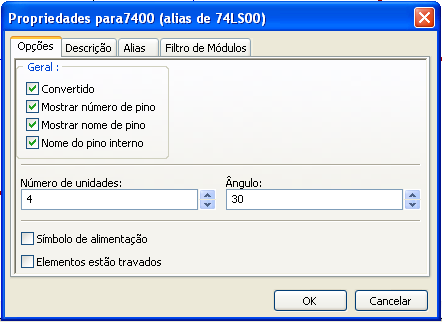 Propriedades para7400 (alias de 74LS00)
Opções Descrição Alias Filtro de Módulos
Geral :
Convertido
Mostrar número de pino
Mostrar nome de pino
Nome do pino interno
Número de unidades: Ângulo:
4 30
Símbolo de alimentação
Elementos estão travados
OK Cancelar